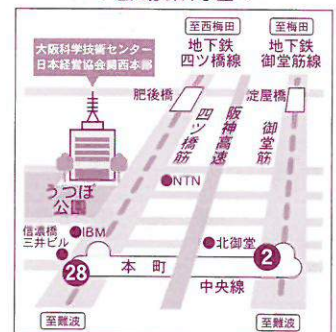 至西梅田
至梅田
地下鉄
四ツ橋線
地下鉄
御堂筋線
大阪科学技術センター
日本経営協会関西本部
肥後橋
淀屋橋
四ツ橋筋
阪神高速
御堂筋
NTN
うつぼ
公園
信濃橋
三井ビル
IBM
北御堂
28
本町
2
中央線
至難波
至難波